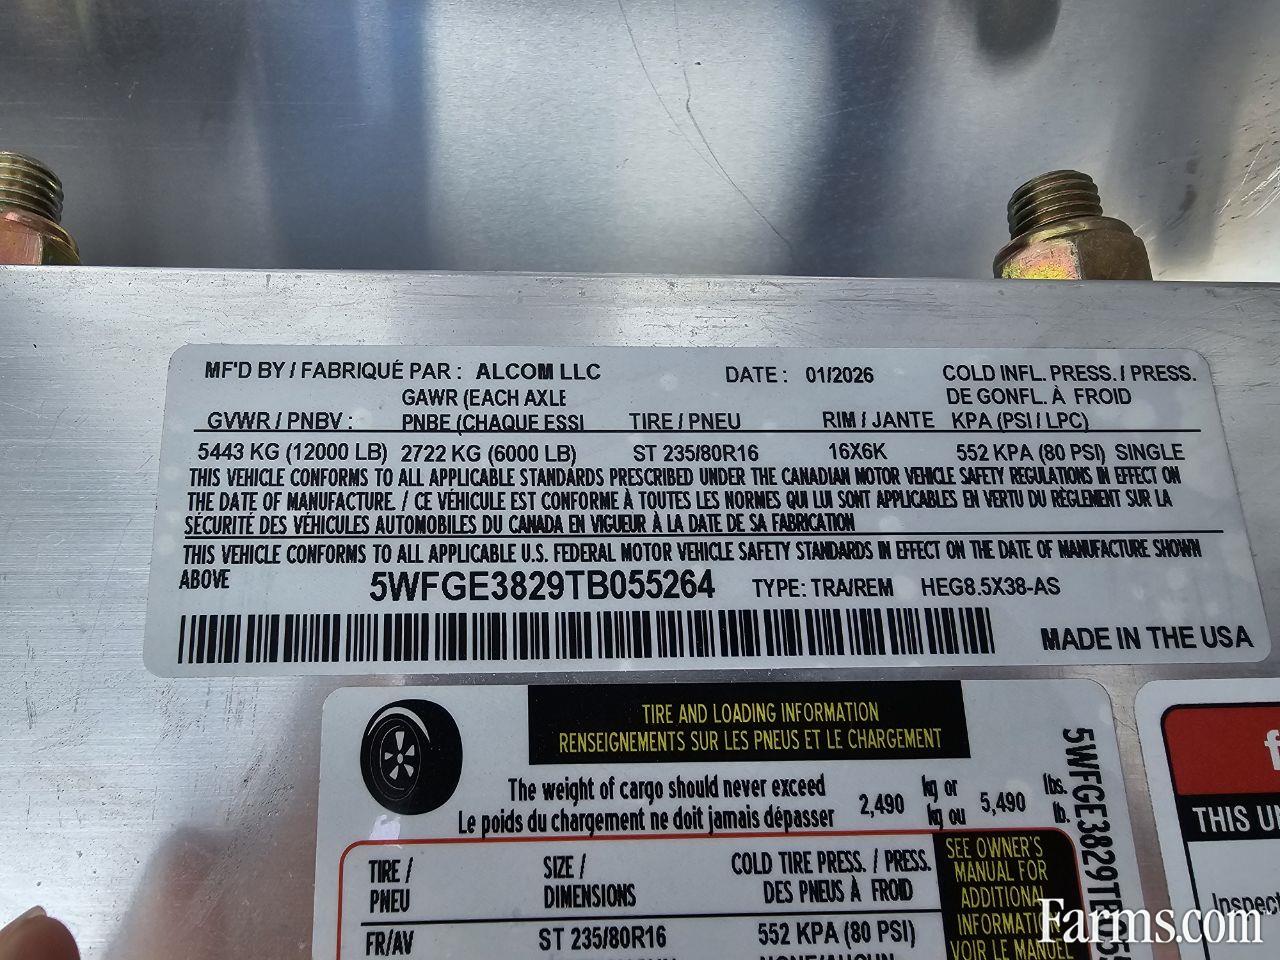 MF'D BY / FABRIQUÉ PAR : ALCOM LLC DATE : 01/2026 COLD INFL. PRESS. / PRESS.
GAWR (EACH AXLE DE GONFL. À FROID
GVWR / PNBV : PNBE (CHAQUE ESSI TIRE / PNEU RIM / JANTE KPA (PSI / LPC)
5443 KG (12000 LB) 2722 KG (6000 LB) ST 235/80R16 16X6K 552 KPA (80 PSI) SINGLE
THIS VEHICLE CONFORMS TO ALL APPLICABLE STANDARDS PRESCRIBED UNDER THE CANADIAN MOTOR VEHICLE SAFETY REGULATIONS IN EFFECT ON
THE DATE OF MANUFACTURE. / CE VÉHICULE EST CONFORME À TOUTES LES NORMES QUI LUI SONT APPLICABLES EN VERTU DU RÈGLEMENT SUR LA
SÉCURITÉ DES VÉHICULES AUTOMOBILES DU CANADA EN VIGUEUR À LA DATE DE SA FABRICATION
THIS VEHICLE CONFORMS TO ALL APPLICABLE U.S. FEDERAL MOTOR VEHICLE SAFETY STANDARDS IN EFFECT ON THE DATE OF MANUFACTURE SHOWN
ABOVE 5WFGE3829TB055264 TYPE: TRA/REM HEG8.5X38-AS
MADE IN THE USA
TIRE AND LOADING INFORMATION
RENSEIGNEMENTS SUR LES PNEUS ET LE CHARGEMENT
The weight of cargo should never exceed 2,490 kg or 5,490 lbs.
Le poids du chargement ne doit jamais dépasser kg ou lb.
TIRE / SIZE / COLD TIRE PRESS. / PRESS.
PNEU DIMENSIONS DES PNEUS À FROID
FR/AV ST 235/80R16 552 KPA (80 PSI)
NONE/AUCUN
SEE OWNER'S
MANUAL FOR
ADDITIONAL
INFORMATION
VOIR LE MANUEL
5WFGE3829TB055
THIS
Inspect
Farms.com